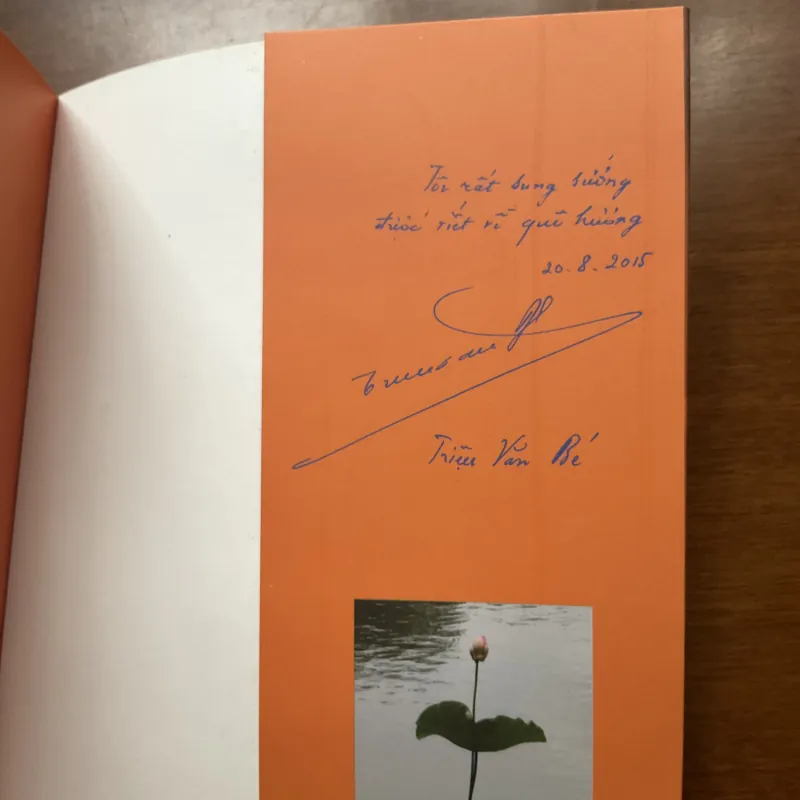 Tôi rất sung sướng
được viết về quê hương
20.8.2015
Triệu Văn Bé